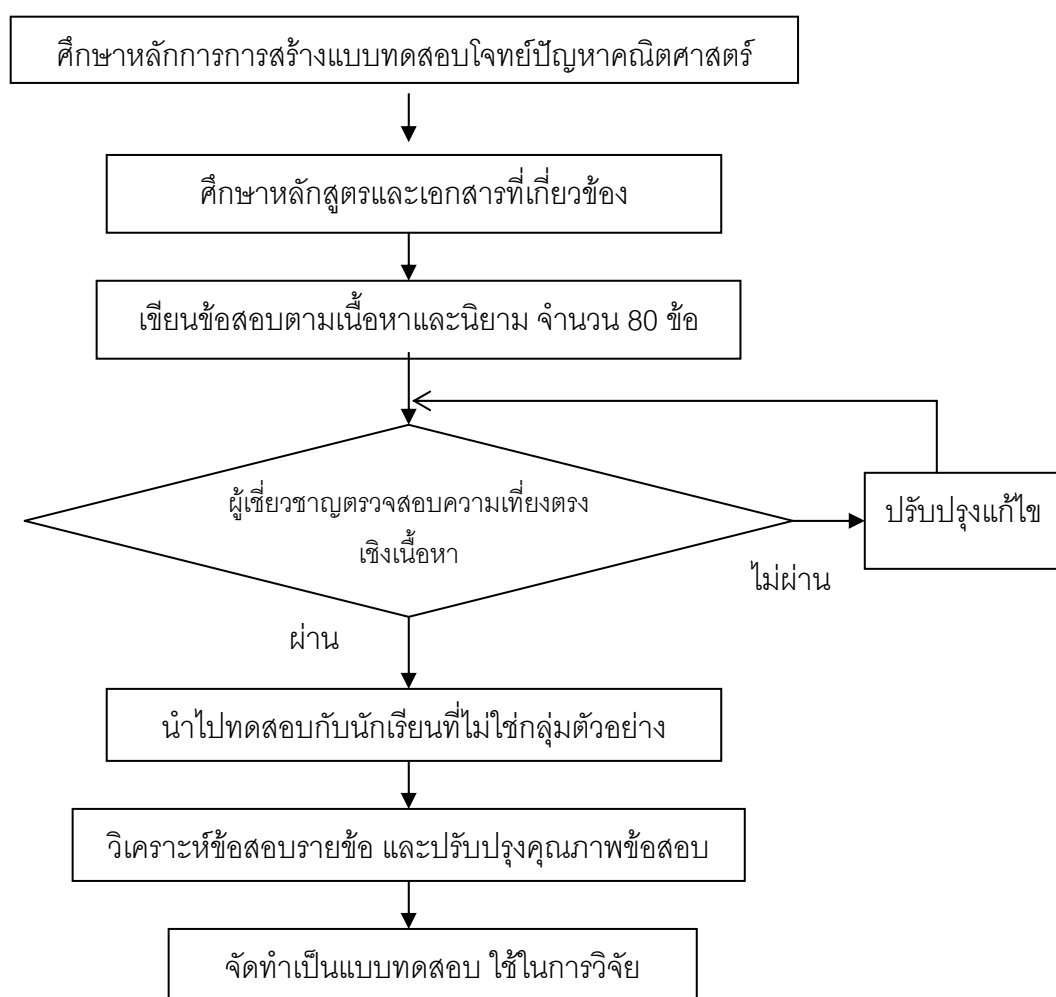 ศึกษาหลักการการสร้างแบบทดสอบโจทย์ปัญหาคณิตศาสตร์
ศึกษาหลักสูตรและเอกสารที่เกี่ยวข้อง
เขียนข้อสอบตามเนื้อหาและนิยาม จำนวน 80 ข้อ
ผู้เชี่ยวชาญตรวจสอบความเที่ยงตรง
เชิงเนื้อหา
ปรับปรุงแก้ไข
ไม่ผ่าน
ผ่าน
นำไปทดสอบกับนักเรียนที่ไม่ใช่กลุ่มตัวอย่าง
วิเคราะห์ข้อสอบรายข้อ และปรับปรุงคุณภาพข้อสอบ
จัดทำเป็นแบบทดสอบ ใช้ในการวิจัย